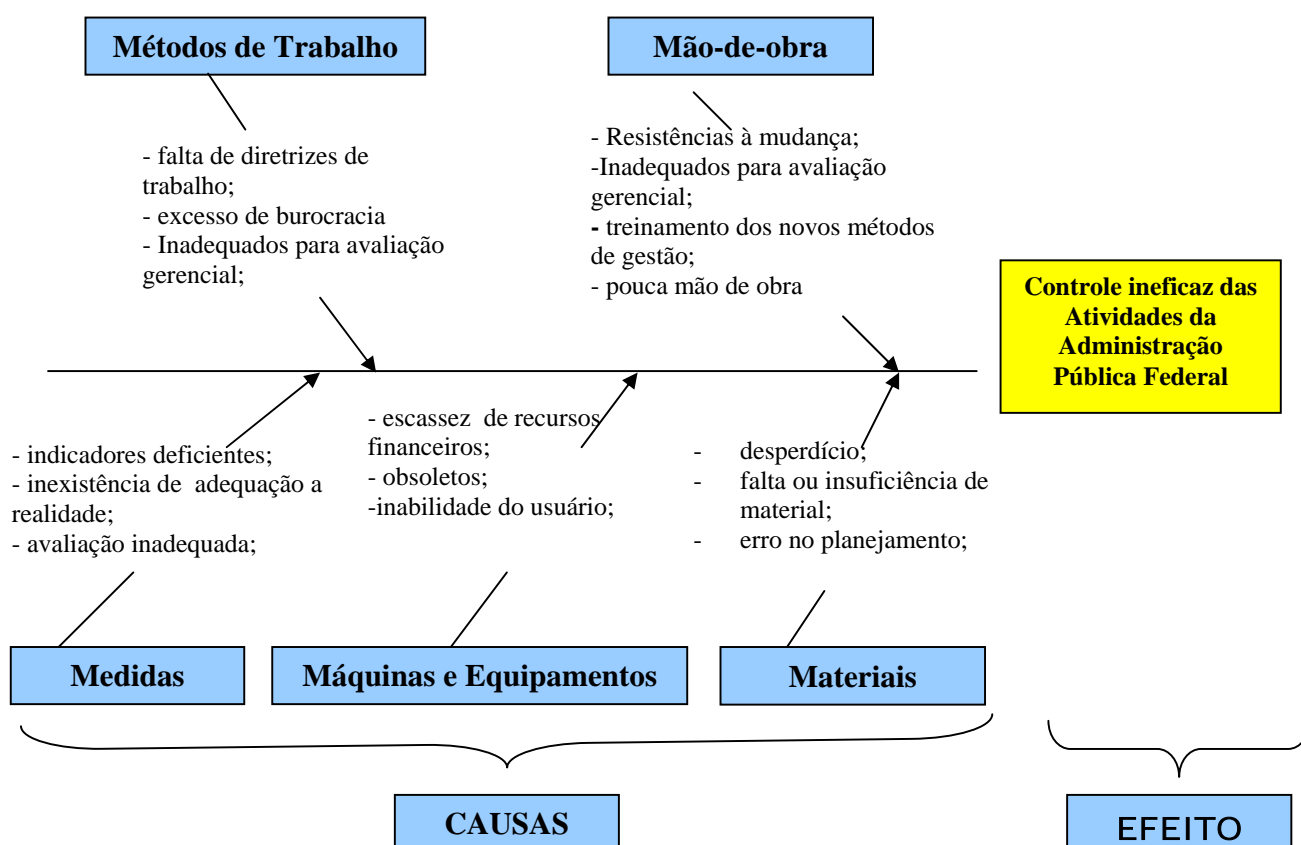 Métodos de Trabalho
- falta de diretrizes de
trabalho;
- excesso de burocracia
- Inadequados para avaliação
gerencial;
Mão-de-obra
- Resistências à mudança;
-Inadequados para avaliação
gerencial;
- treinamento dos novos métodos
de gestão;
- pouca mão de obra
Controle ineficaz das
Atividades da
Administração
Pública Federal
- indicadores deficientes;
- inexistência de adequação a
realidade;
- avaliação inadequada;
Medidas
- escassez de recursos
financeiros;
- obsoletos;
-inabilidade do usuário;
Máquinas e Equipamentos
- desperdício;
- falta ou insuficiência de
material;
- erro no planejamento;
Materiais
CAUSAS
EFEITO